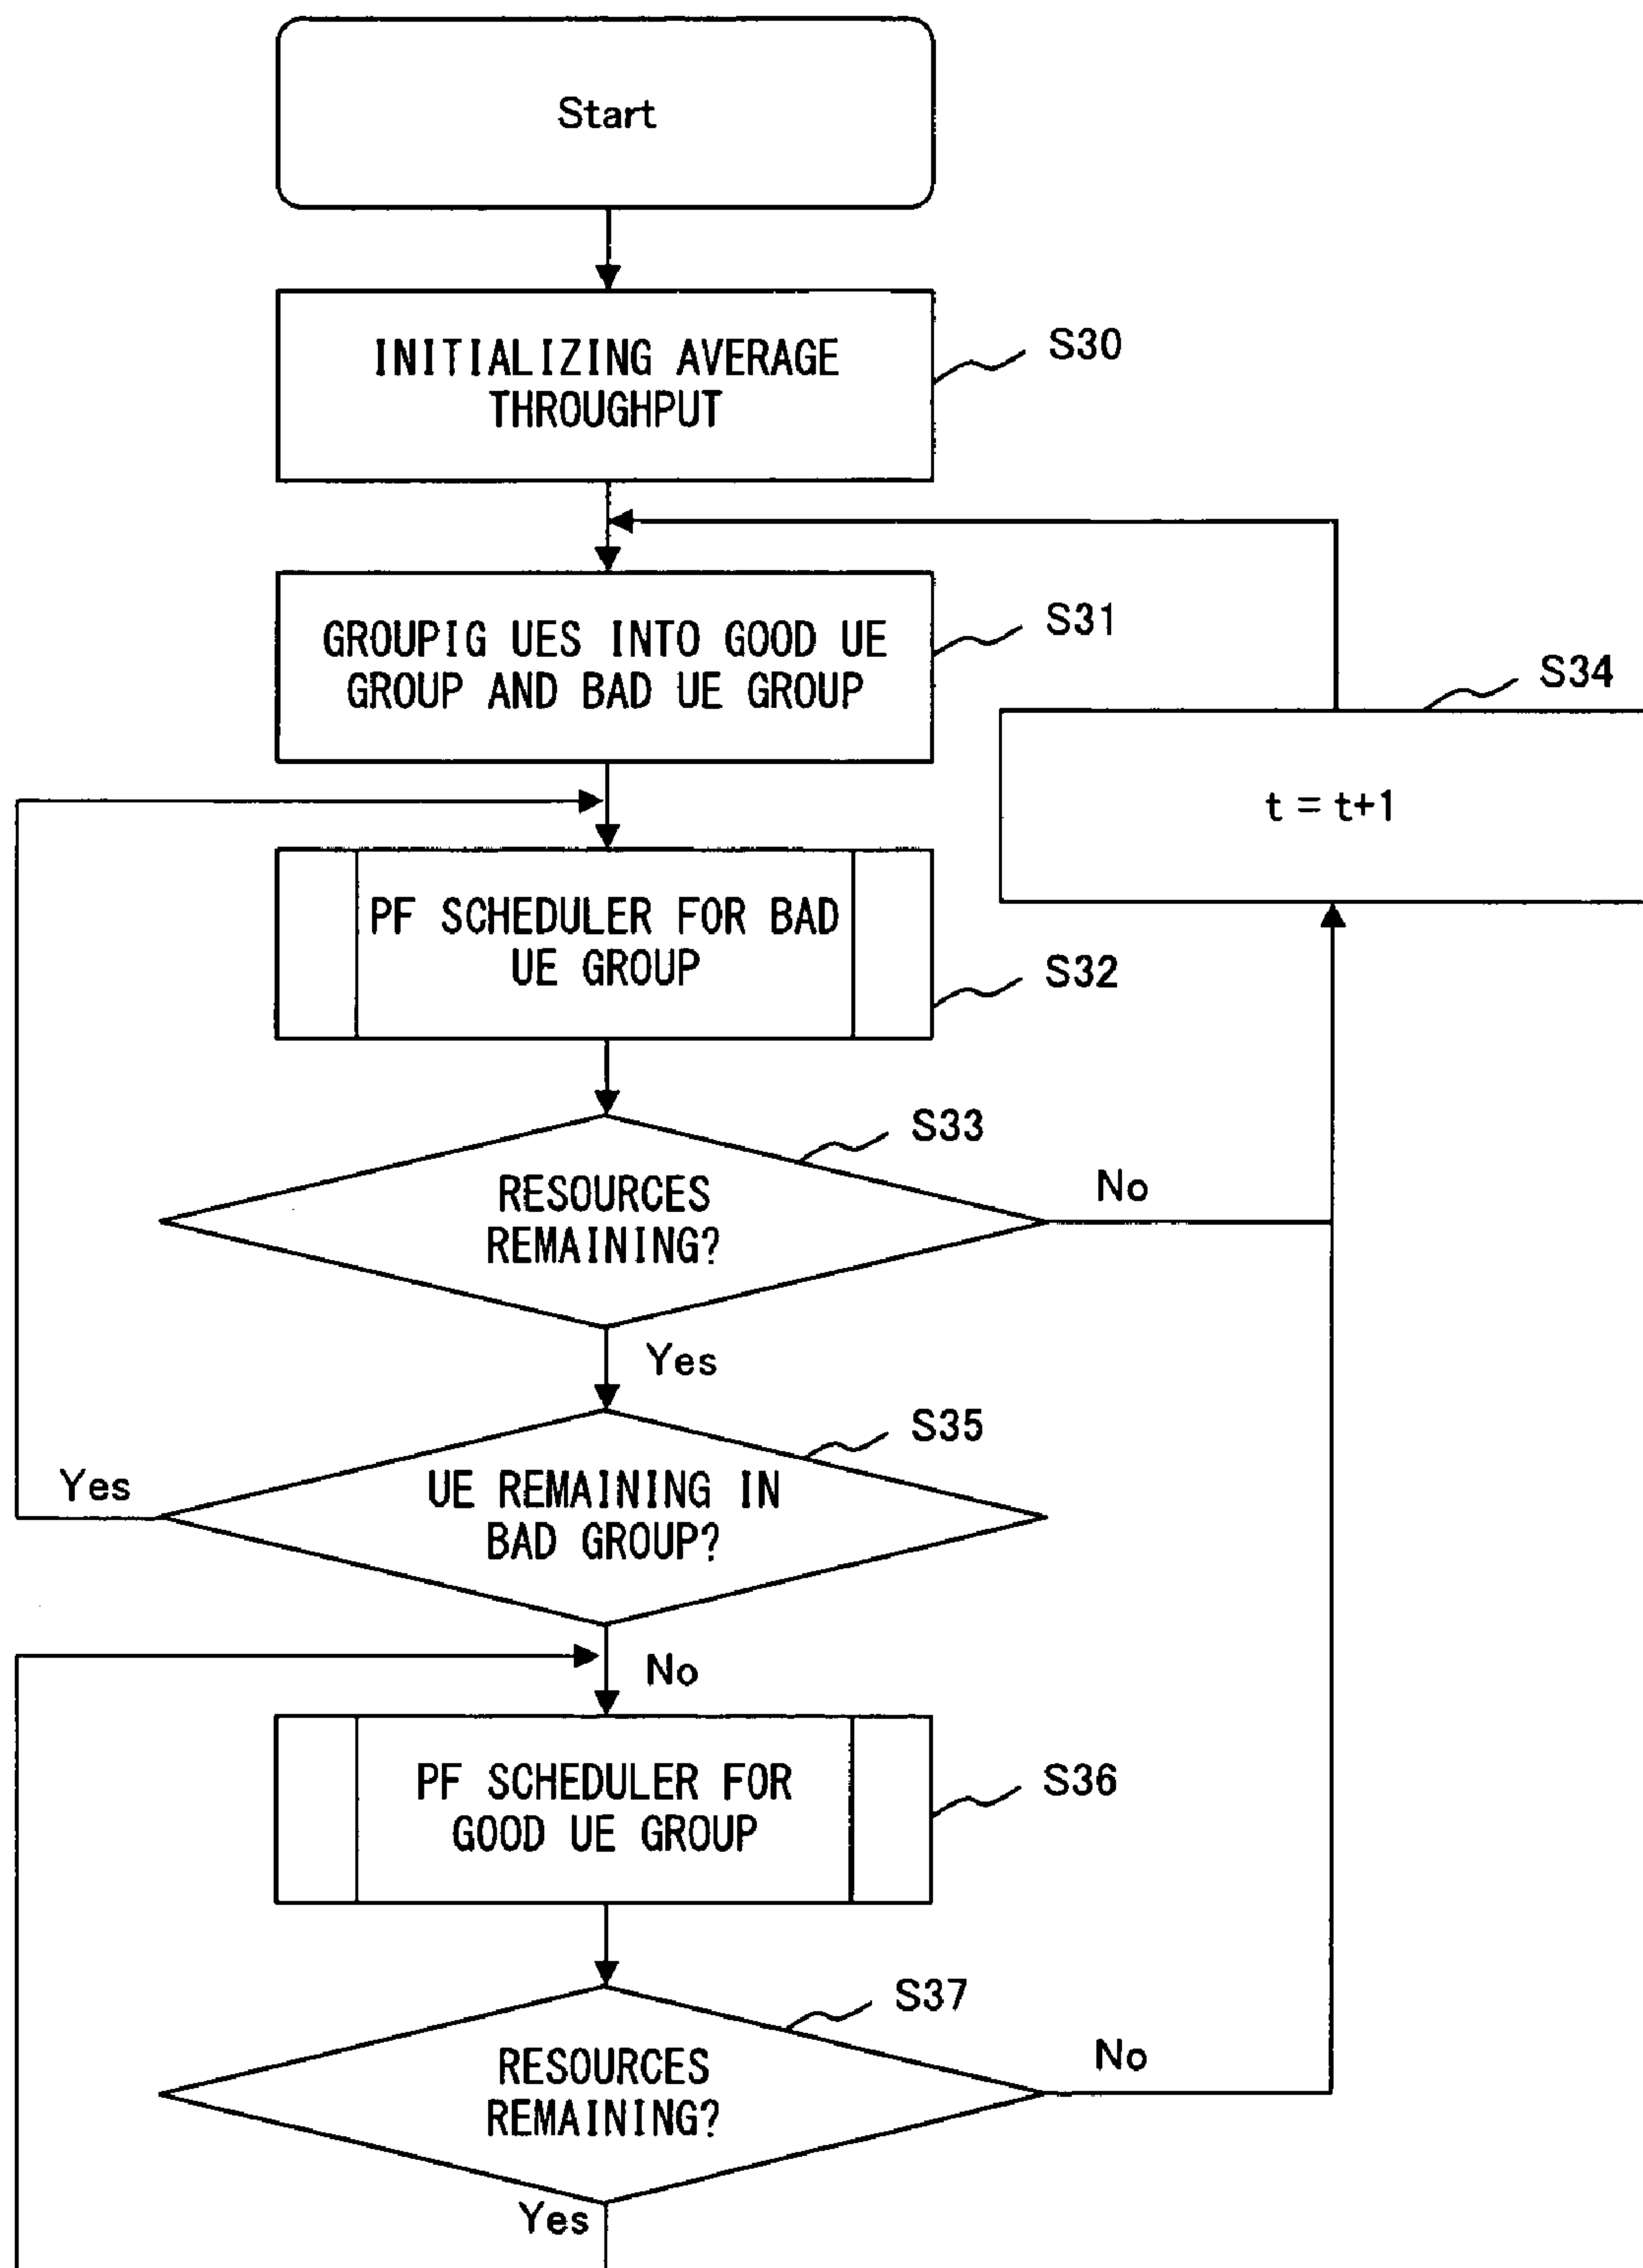 Start
INITIALIZING AVERAGE
THROUGHPUT
S30
GROUPIG UES INTO GOOD UE
GROUP AND BAD UE GROUP
S31
S34
t = t+1
PF SCHEDULER FOR BAD
UE GROUP
S32
S33
RESOURCES
REMAINING?
No
Yes
S35
UE REMAINING IN
BAD GROUP?
Yes
No
PF SCHEDULER FOR
GOOD UE GROUP
S36
S37
RESOURCES
REMAINING?
No
Yes